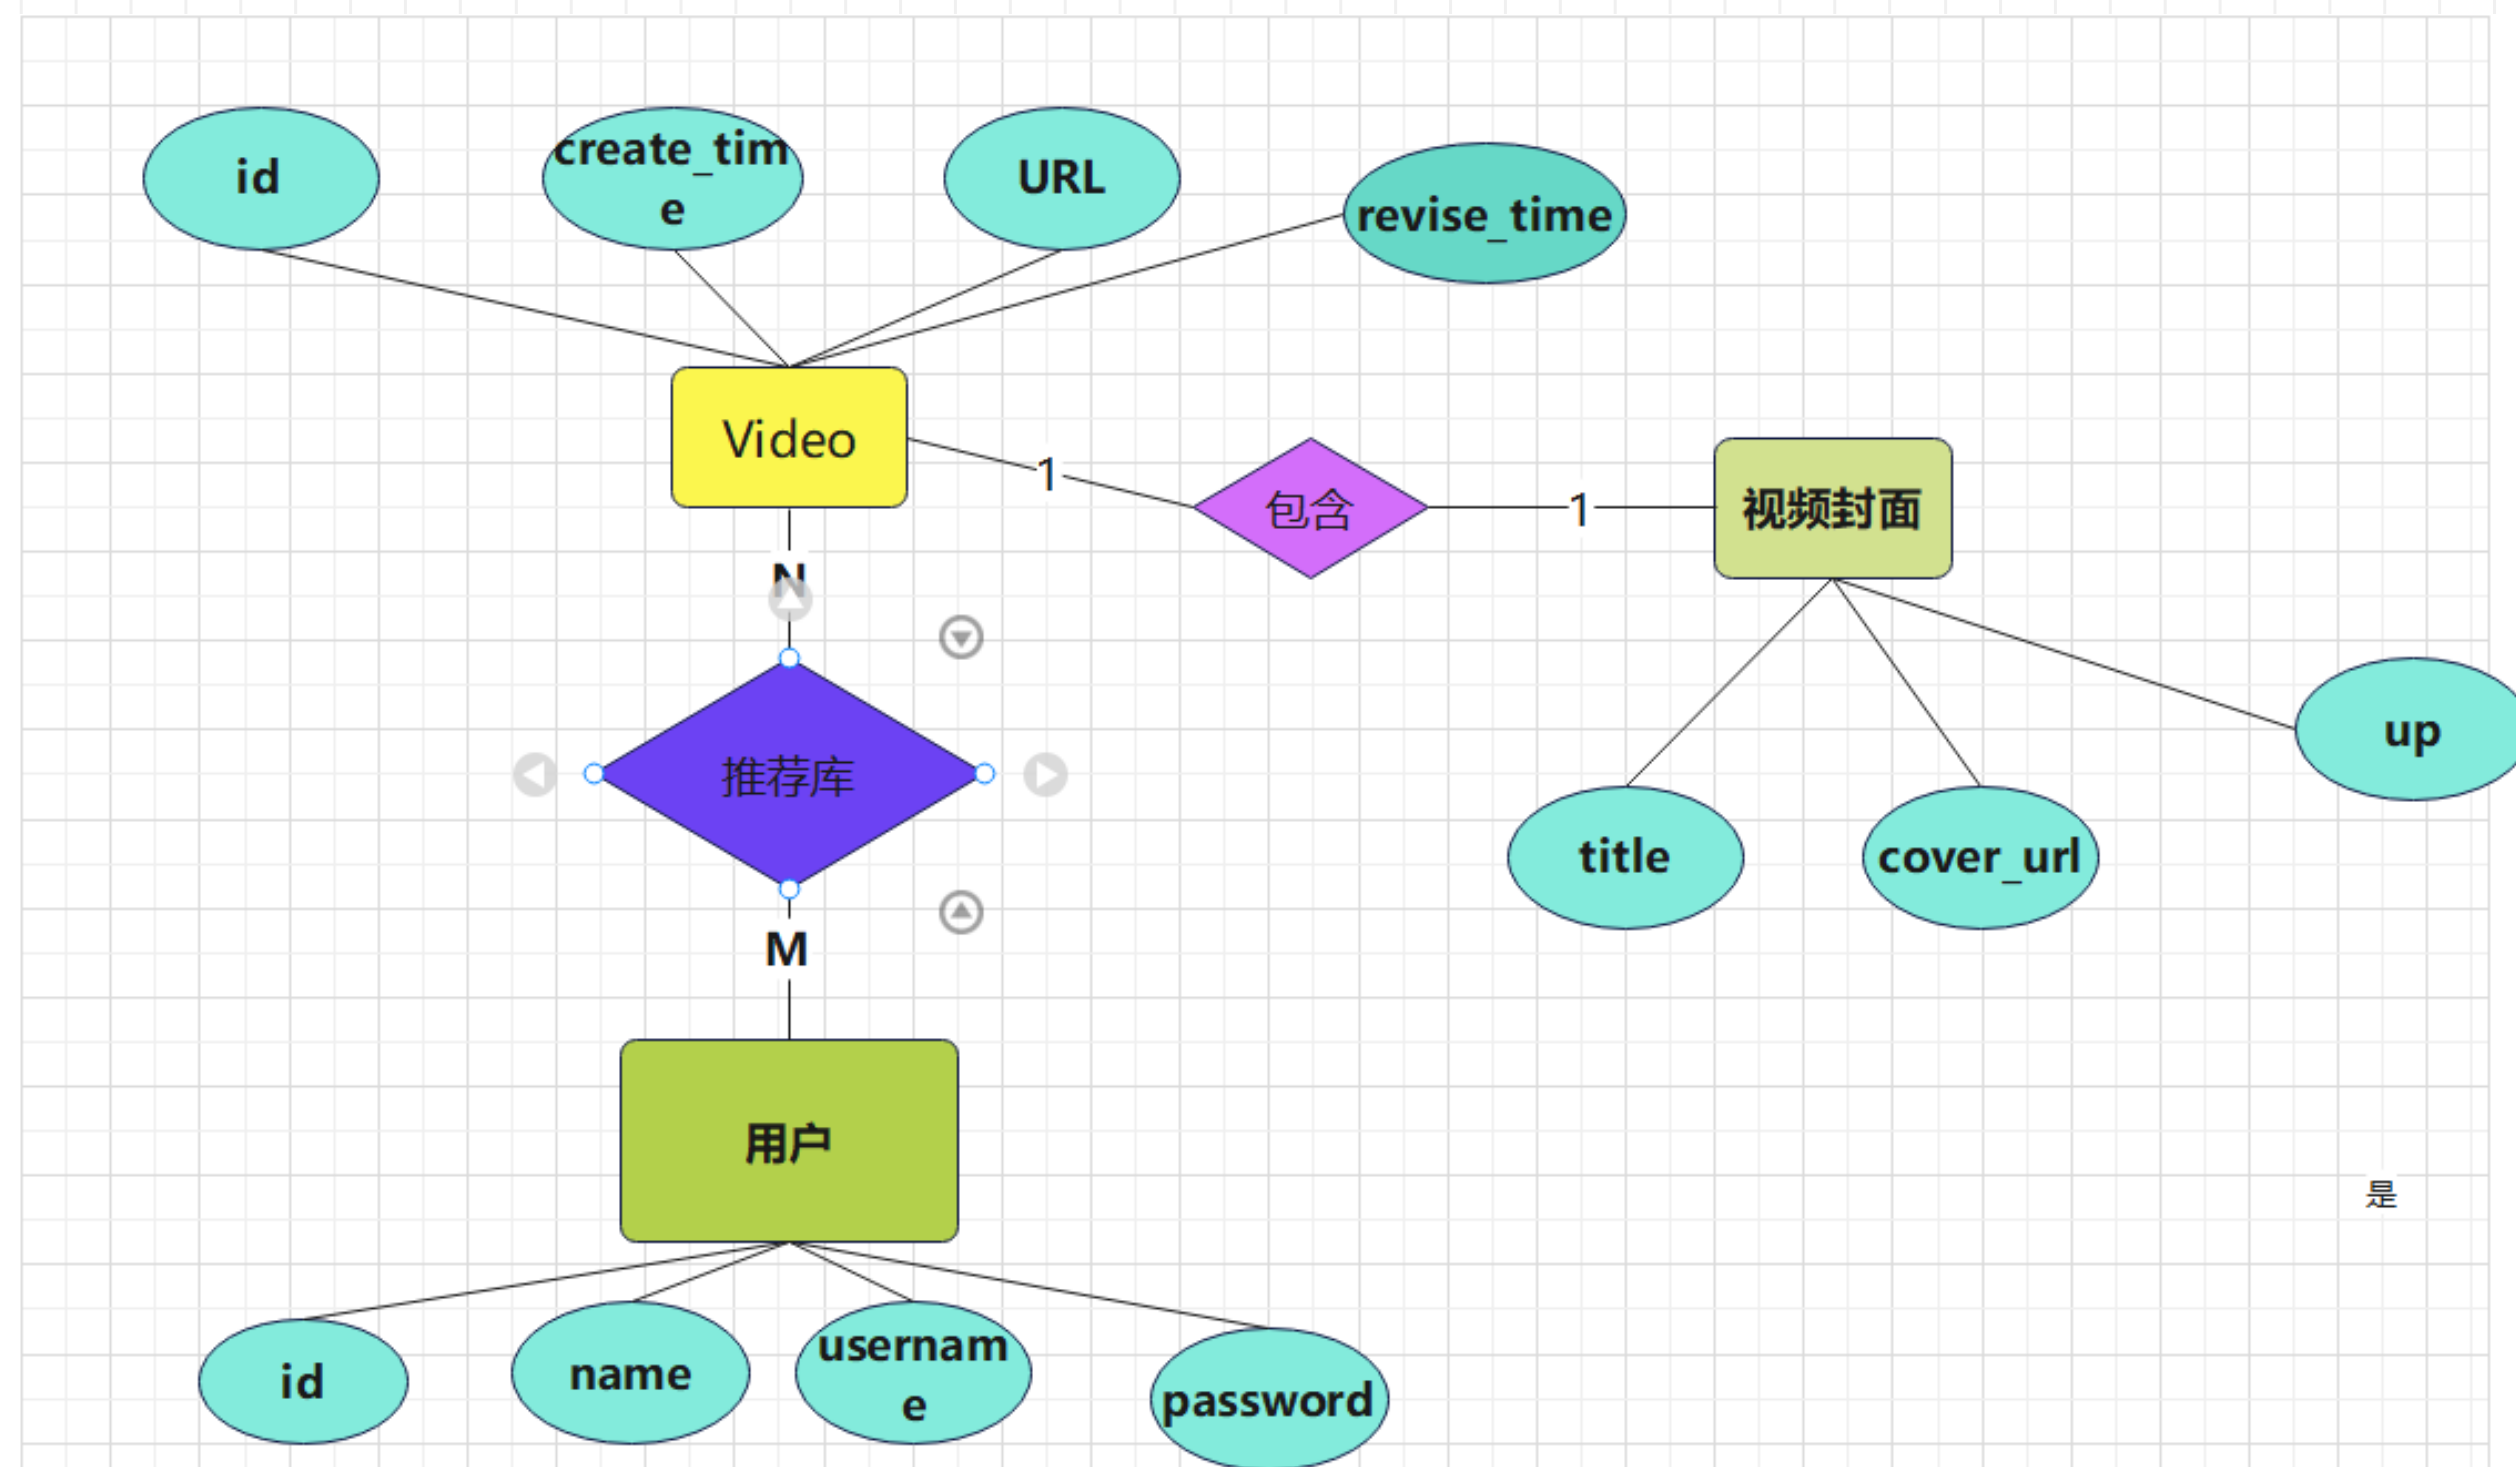 id
create_tim
e
URL
revise_time
Video
1
包含
1
视频封面
N
推荐库
up
title
cover_url
M
用户
是
id
name
usernam
e
password